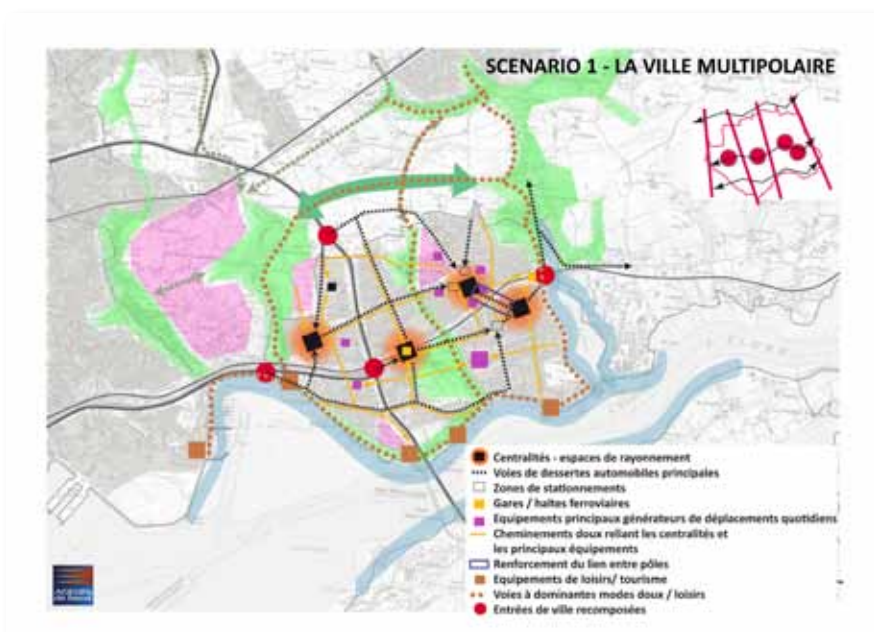 SCENARIO 1 - LA VILLE MULTIPOLAIRE
Centralités - espaces de rayonnement
Voies de dessertes automobiles principales
Zones de stationnements
Gares / haltes ferroviaires
Equipements principaux générateurs de déplacements quotidiens
Cheminements doux reliant les centralités et
les principaux équipements
Renforcement du lien entre pôles
Equipements de loisirs/ tourisme
Voies à dominantes modes doux / loisirs
Entrées de ville recomposées